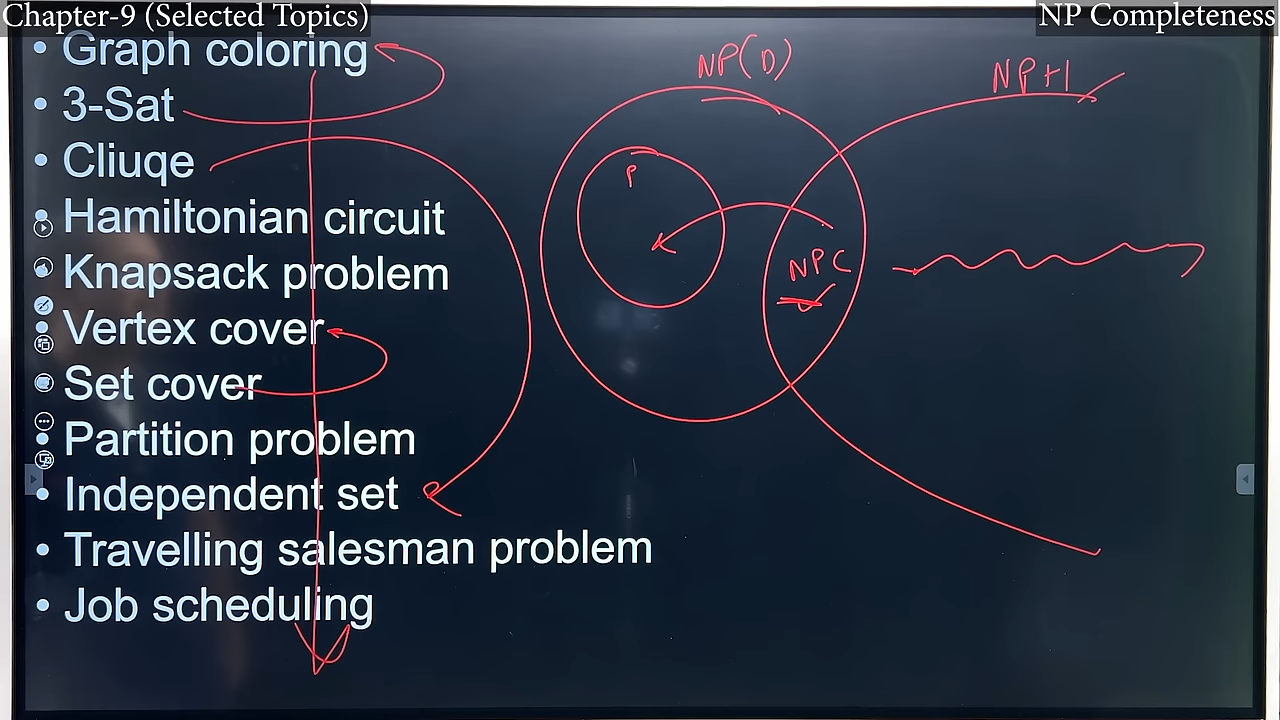 Chapter-9 (Selected Topics)
NP Completeness
• Graph coloring
• 3-Sat
• Cliuqe
• Hamiltonian circuit
• Knapsack problem
• Vertex cover
• Set cover
• Partition problem
• Independent set
• Travelling salesman problem
• Job scheduling
NP(D)
NP+1
P
NPC